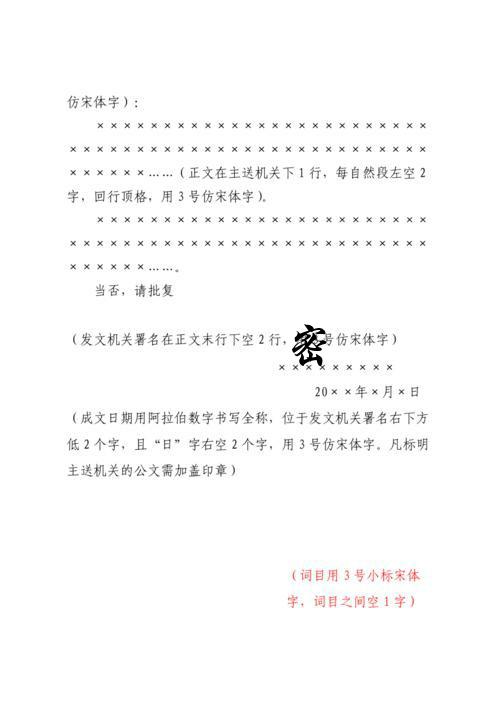 仿宋体字）：
×××××××××××××××××××××××××
×××××××××××××××××××××××××××
××××××……（正文在主送机关下1行，每自然段左空2
字，回行顶格，用3号仿宋体字）。
×××××××××××××××××××××××××
×××××××××××××××××××××××××××
××××××……。
当否，请批复
（发文机关署名在正文末行下空2行，号仿宋体字）
密
×××××××××
20××年×月×日
（成文日期用阿拉伯数字书写全称，位于发文机关署名右下方
低2个字，且“日”字右空2个字，用3号仿宋体字。凡标明
主送机关的公文需加盖印章）
（词目用3号小标宋体
字，词目之间空1字）